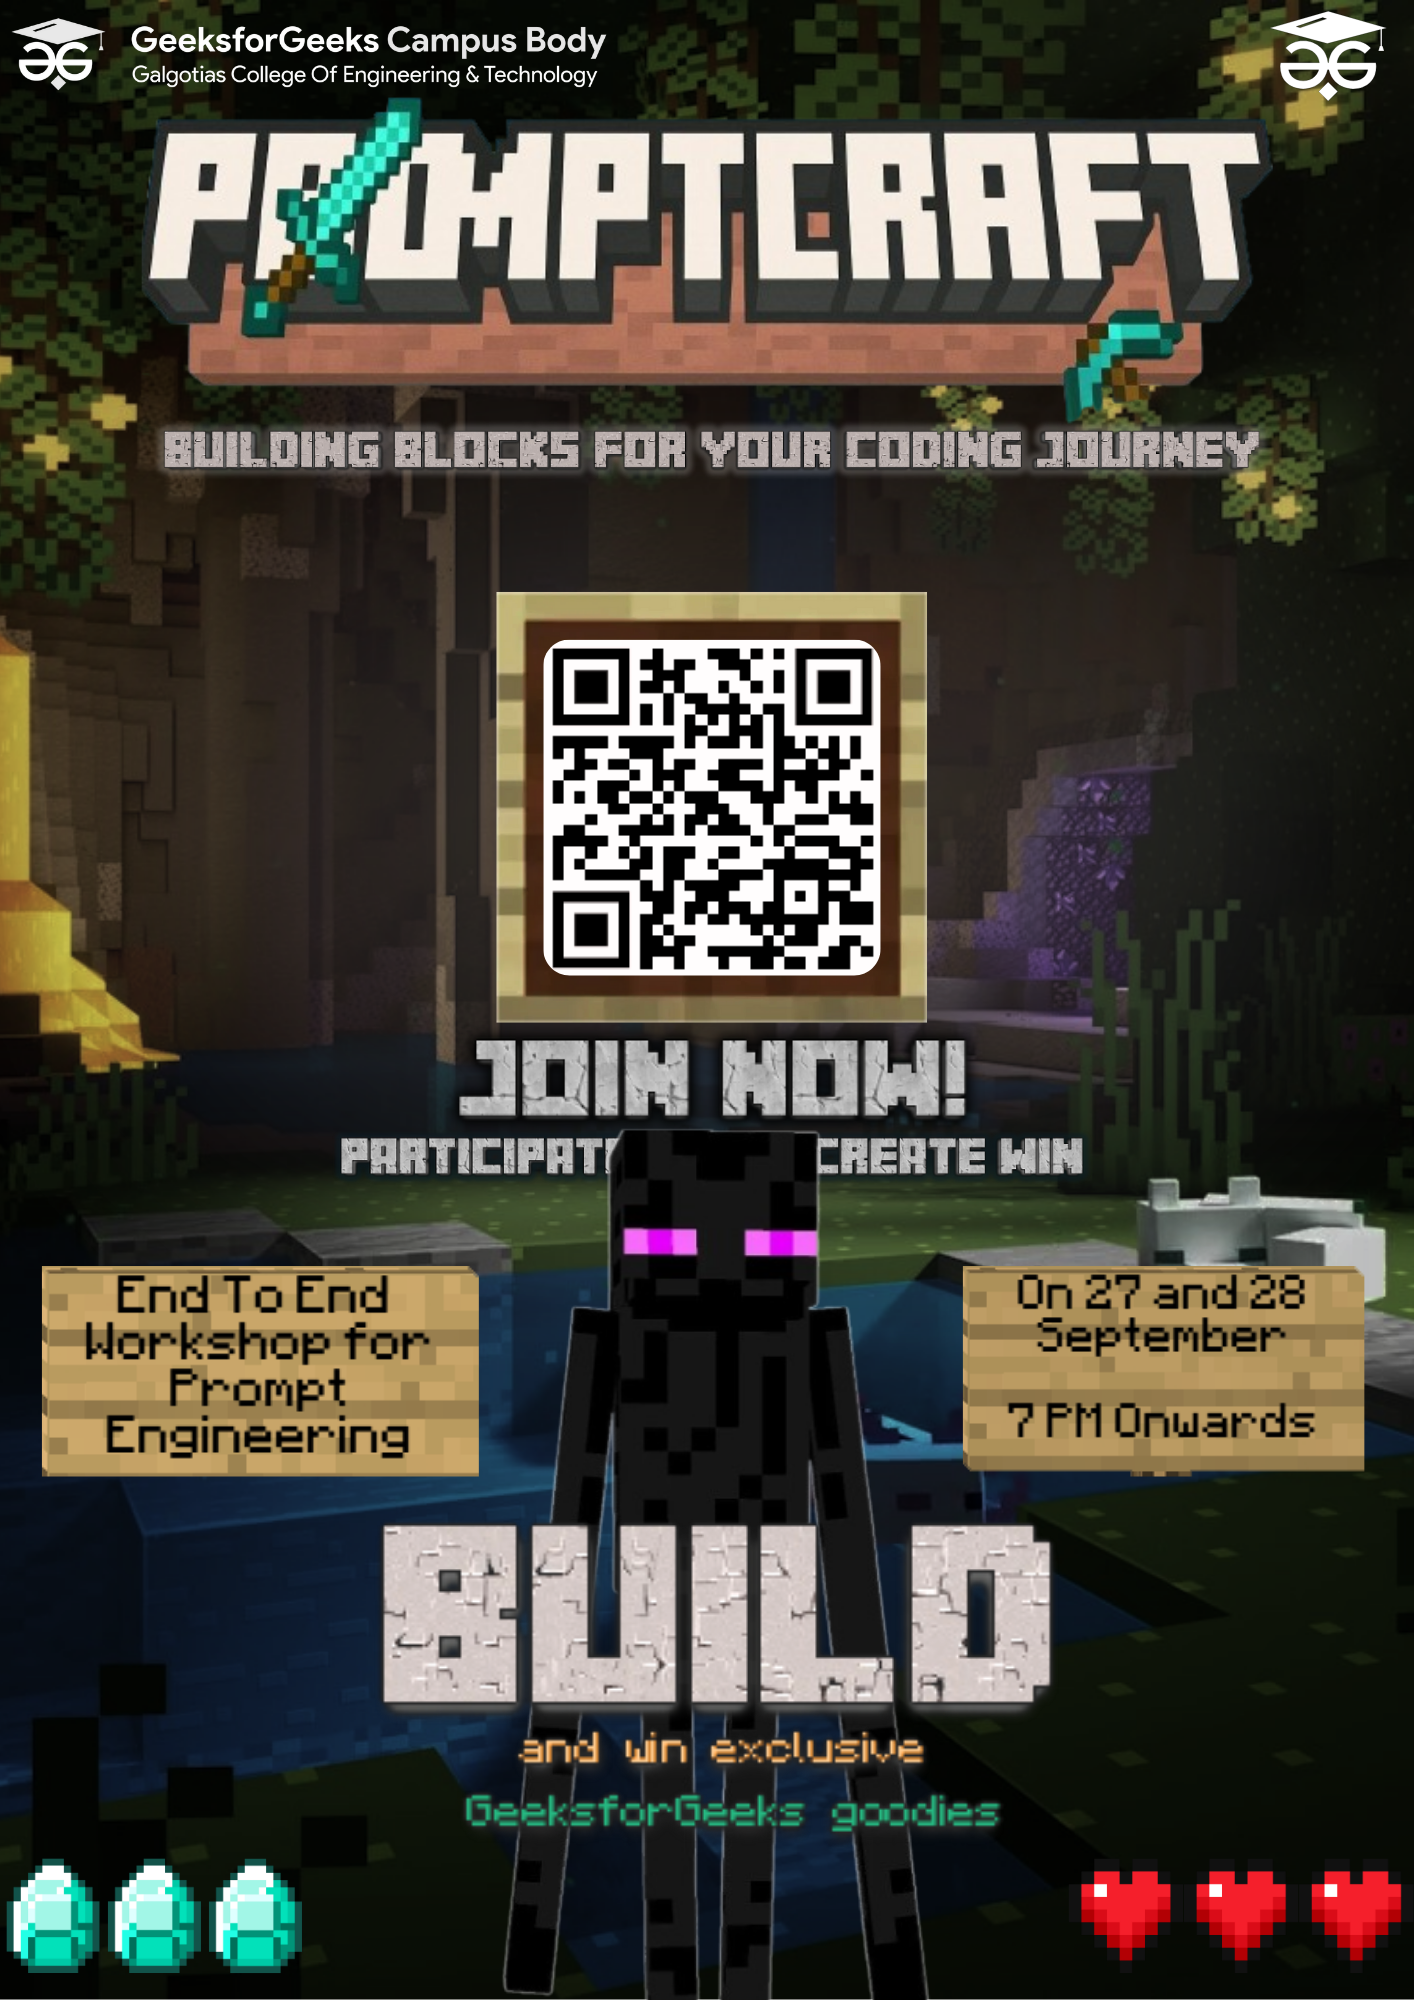 GeeksforGeeks Campus Body
Galgotias College Of Engineering & Technology
PROMPTCRAFT
BUILDING BLOCKS FOR YOUR CODING JOURNEY
JOIN NOW!
PARTICIPATE CREATE WIN
End To End
Workshop for
Prompt
Engineering
On 27 and 28
September
7 PM Onwards
BUILD
and win exclusive
GeeksforGeeks goodies